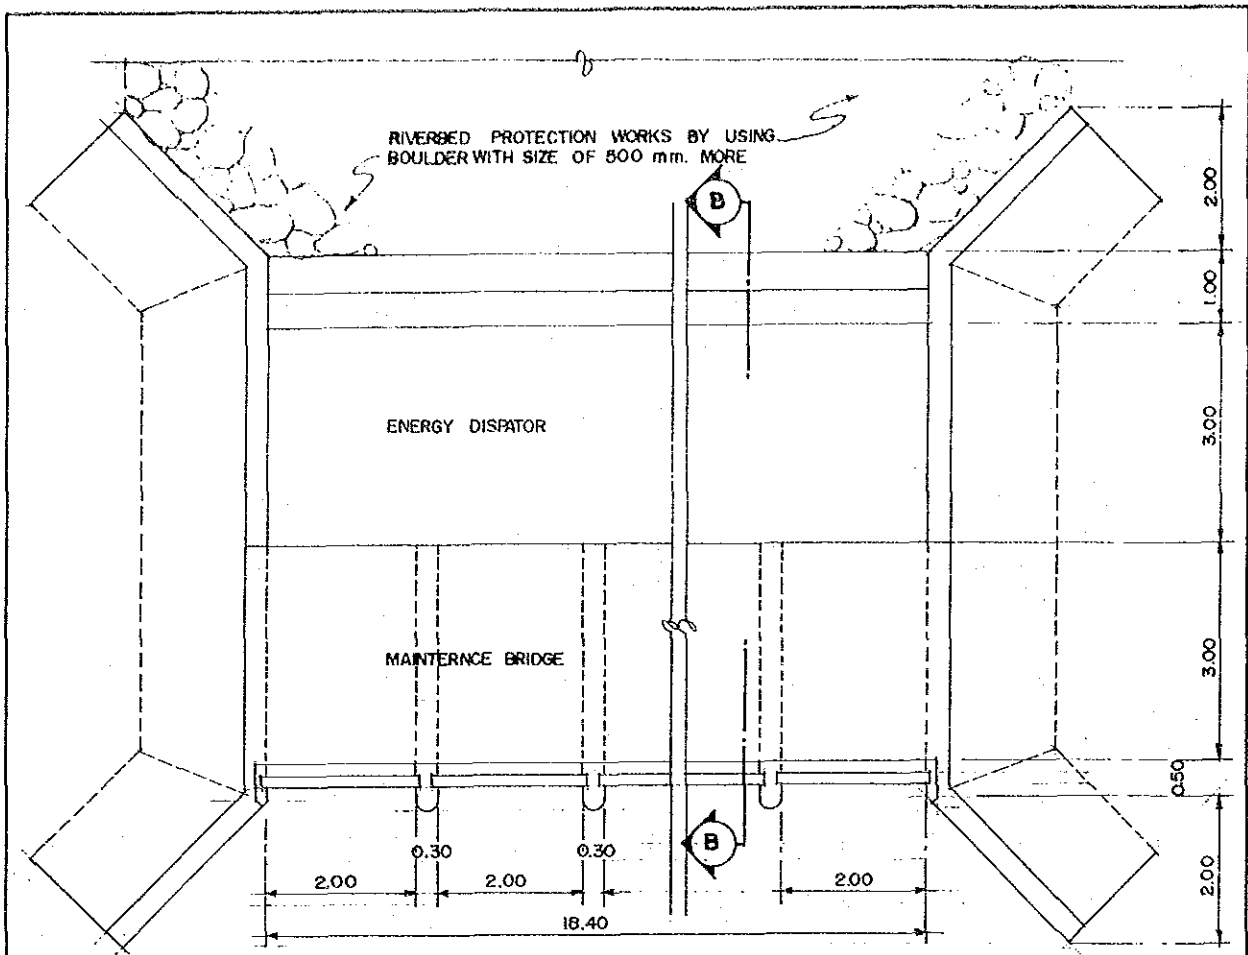 RIVERBED PROTECTION WORKS BY USING
BOULDER WITH SIZE OF 500 mm. MORE
B
2.00
1.00
3.00
ENERGY DISPATOR
3.00
MAINTERNCE BRIDGE
0.50
B
0.30
0.30
2.00
2.00
2.00
2.00
18.40